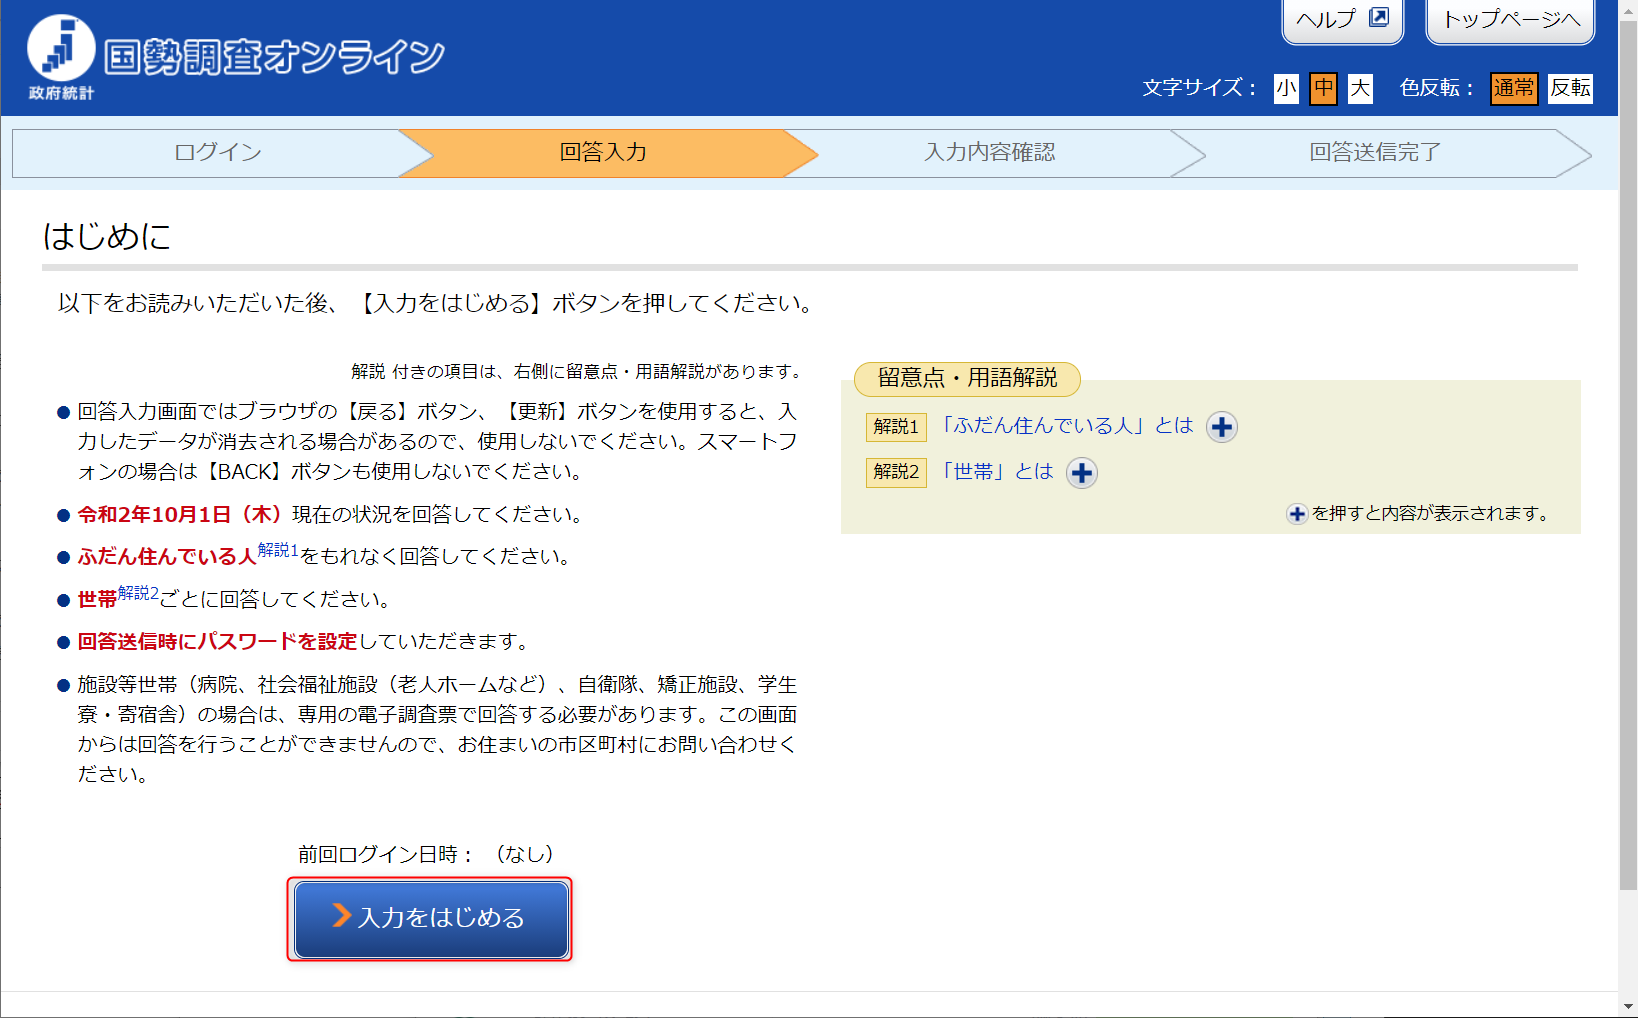 政府統計
国勢調査オンライン
ヘルプ
トップページへ
文字サイズ： 小 中 大 色反転： 通常 反転
ログイン
回答入力
入力内容確認
回答送信完了
はじめに
以下をお読みいただいた後、【入力をはじめる】ボタンを押してください。
解説 付きの項目は、右側に留意点・用語解説があります。
回答入力画面ではブラウザの【戻る】ボタン、【更新】ボタンを使用すると、入
力したデータが消去される場合があるので、使用しないでください。スマートフ
ォンの場合は【BACK】ボタンも使用しないでください。
令和2年10月1日（木）現在の状況を回答してください。
ふだん住んでいる人解説1をもれなく回答してください。
世帯解説2ごとに回答してください。
回答送信時にパスワードを設定していただきます。
施設等世帯（病院、社会福祉施設（老人ホームなど）、自衛隊、矯正施設、学生
寮・寄宿舎）の場合は、専用の電子調査票で回答する必要があります。この画面
からは回答を行うことができませんので、お住まいの市区町村にお問い合わせく
ださい。
前回ログイン日時： （なし）
入力をはじめる
留意点・用語解説
解説1 「ふだん住んでいる人」とは
解説2 「世帯」とは
を押すと内容が表示されます。